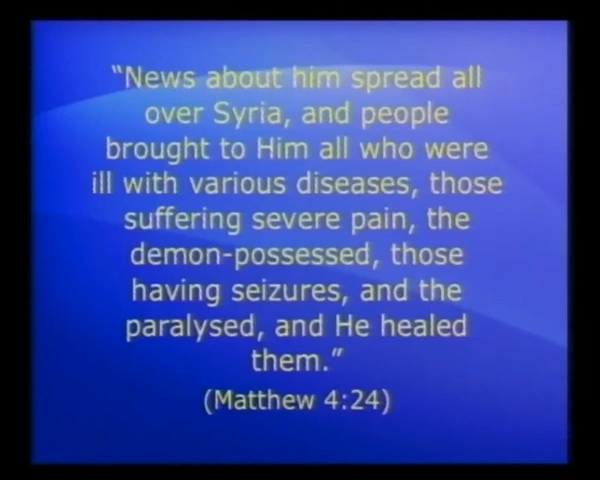 “News about him spread all
over Syria, and people
brought to Him all who were
ill with various diseases, those
suffering severe pain, the
demon-possessed, those
having seizures, and the
paralysed, and He healed
them.”
(Matthew 4:24)